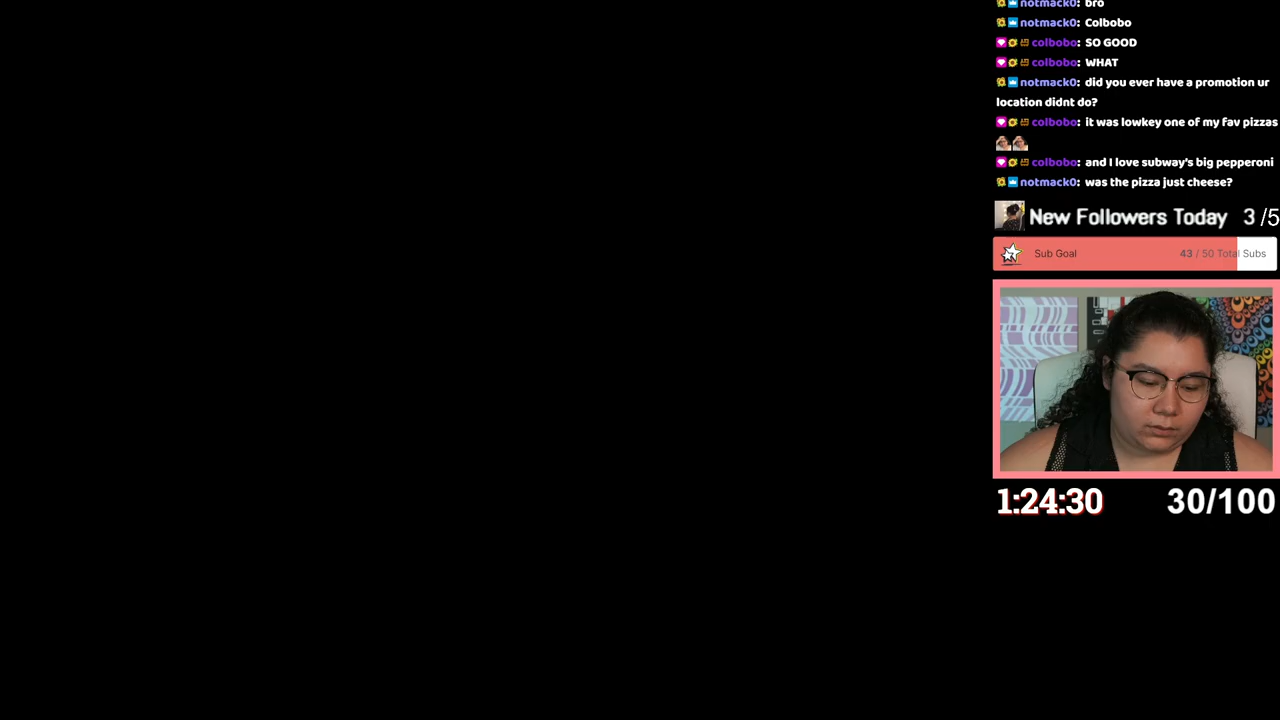 notmack0: bro
notmack0: Colbobo
colbobo: SO GOOD
colbobo: WHAT
notmack0: did you ever have a promotion ur
location didnt do?
colbobo: it was lowkey one of my fav pizzas
colbobo: and I love subway's big pepperoni
notmack0: was the pizza just cheese?
New Followers Today 3 /5
Sub Goal 43 / 50 Total Subs
1:24:30 30/100